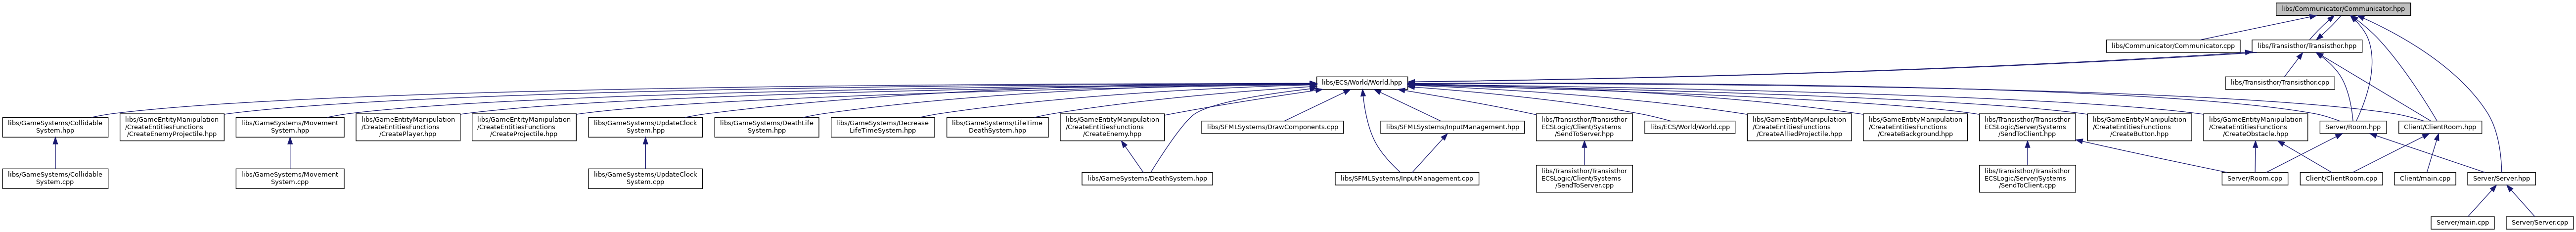 libs/Communicator/Communicator.hpp
libs/Communicator/Communicator.cpp
libs/Transisthor/Transisthor.hpp
libs/ECS/World/World.hpp
libs/Transisthor/Transisthor.cpp
libs/GameSystems/Collidable
System.hpp
libs/GameEntityManipulation
/CreateEntitiesFunctions
/CreateEnemyProjectile.hpp
libs/GameSystems/Movement
System.hpp
libs/GameEntityManipulation
/CreateEntitiesFunctions
/CreatePlayer.hpp
libs/GameEntityManipulation
/CreateEntitiesFunctions
/CreateProjectile.hpp
libs/GameSystems/UpdateClock
System.hpp
libs/GameSystems/DeathLife
System.hpp
libs/GameSystems/Decrease
LifeTimeSystem.hpp
libs/GameSystems/LifeTime
DeathSystem.hpp
libs/GameEntityManipulation
/CreateEntitiesFunctions
/CreateEnemy.hpp
libs/SFMLSystems/DrawComponents.cpp
libs/SFMLSystems/InputManagement.hpp
libs/Transisthor/Transisthor
ECSLogic/Client/Systems
/SendToServer.hpp
libs/ECS/World/World.cpp
libs/GameEntityManipulation
/CreateEntitiesFunctions
/CreateAlliedProjectile.hpp
libs/GameEntityManipulation
/CreateEntitiesFunctions
/CreateBackground.hpp
libs/Transisthor/Transisthor
ECSLogic/Server/Systems
/SendToClient.hpp
libs/GameEntityManipulation
/CreateEntitiesFunctions
/CreateButton.hpp
libs/GameEntityManipulation
/CreateEntitiesFunctions
/CreateObstacle.hpp
Server/Room.hpp
Client/ClientRoom.hpp
libs/GameSystems/Collidable
System.cpp
libs/GameSystems/Movement
System.cpp
libs/GameSystems/UpdateClock
System.cpp
libs/GameSystems/DeathSystem.hpp
libs/SFMLSystems/InputManagement.cpp
libs/Transisthor/Transisthor
ECSLogic/Client/Systems
/SendToServer.cpp
libs/Transisthor/Transisthor
ECSLogic/Server/Systems
/SendToClient.cpp
Server/Room.cpp
Client/ClientRoom.cpp
Client/main.cpp
Server/Server.hpp
Server/main.cpp
Server/Server.cpp